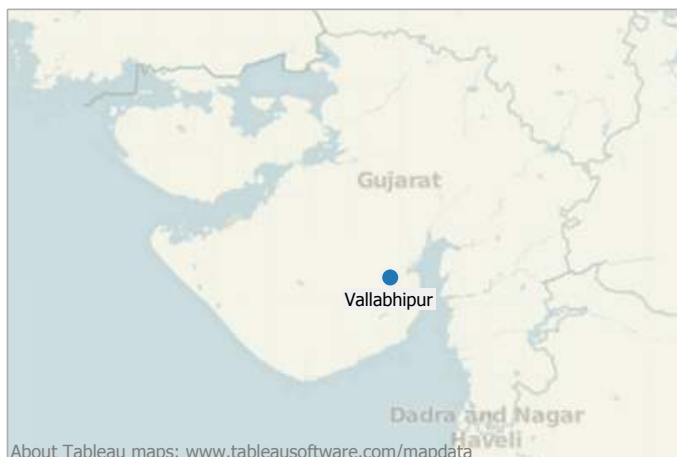 Gujarat
Vallabhipur
Dadra and Nagar
Haveli
About Tableau maps: www.tableausoftware.com/mapdata